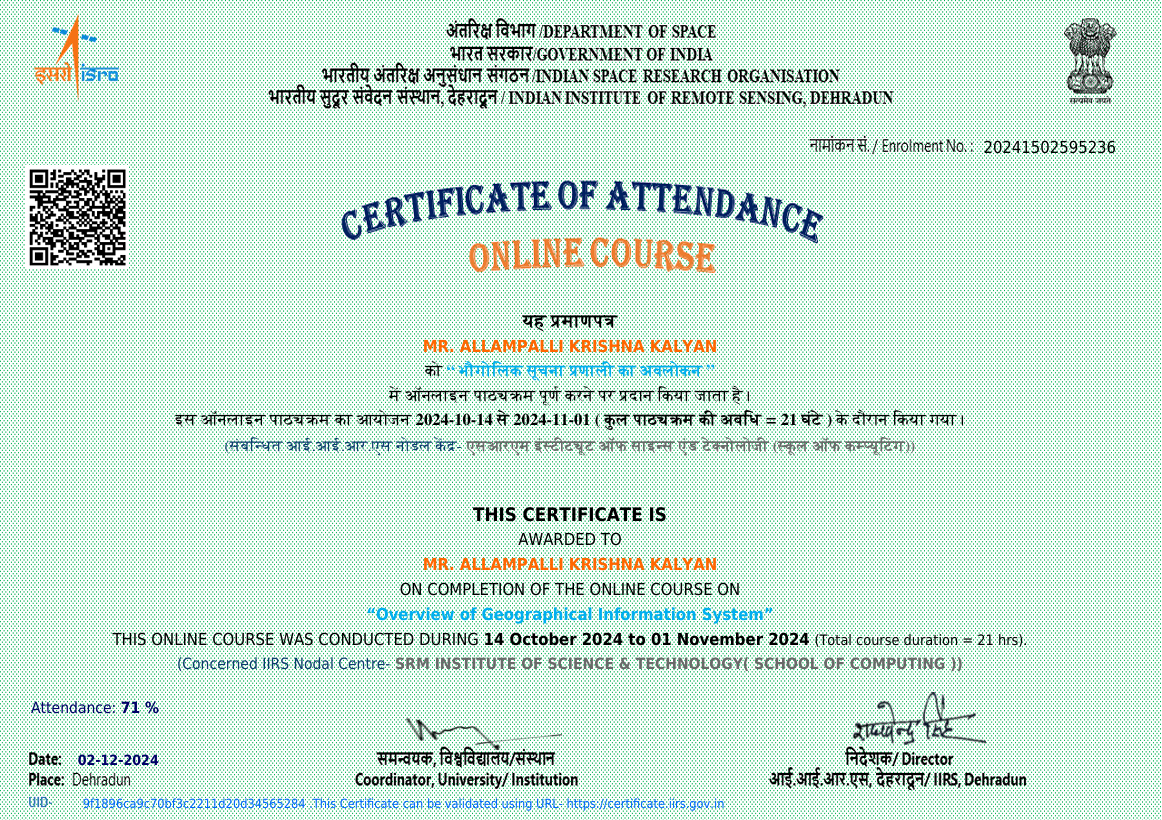 इसरो isro
अंतरिक्ष विभाग /DEPARTMENT OF SPACE
भारत सरकार/GOVERNMENT OF INDIA
भारतीय अंतरिक्ष अनुसंधान संगठन /INDIAN SPACE RESEARCH ORGANISATION
भारतीय सुदूर संवेदन संस्थान, देहरादून / INDIAN INSTITUTE OF REMOTE SENSING, DEHRADUN
सत्यमेव जयते
नामांकन सं. / Enrolment No. : 20241502595236
CERTIFICATE OF ATTENDANCE
ONLINE COURSE
यह प्रमाणपत्र
MR. ALLAMPALLI KRISHNA KALYAN
को “ भौगोलिक सूचना प्रणाली का अवलोकन ”
में ऑनलाइन पाठ्यक्रम पूर्ण करने पर प्रदान किया जाता है।
इस ऑनलाइन पाठ्यक्रम का आयोजन 2024-10-14 से 2024-11-01 ( कुल पाठ्यक्रम की अवधि = 21 घंटे ) के दौरान किया गया।
(संबन्धित आई.आई.आर.एस नोडल केंद्र- एसआरएम इंस्टीट्यूट ऑफ साइन्स एंड टेक्नोलोजी (स्कूल ऑफ कम्प्यूटिंग))
THIS CERTIFICATE IS
AWARDED TO
MR. ALLAMPALLI KRISHNA KALYAN
ON COMPLETION OF THE ONLINE COURSE ON
“Overview of Geographical Information System”
THIS ONLINE COURSE WAS CONDUCTED DURING 14 October 2024 to 01 November 2024 (Total course duration = 21 hrs).
(Concerned IIRS Nodal Centre- SRM INSTITUTE OF SCIENCE & TECHNOLOGY( SCHOOL OF COMPUTING ))
Attendance: 71 %
Date: 02-12-2024
Place: Dehradun
समन्वयक, विश्वविद्यालय/संस्थान
Coordinator, University/ Institution
निदेशक/ Director
आई.आई.आर.एस, देहरादून/ IIRS, Dehradun
UID- 9f1896ca9c70bf3c2211d20d34565284 .This Certificate can be validated using URL- https://certificate.iirs.gov.in